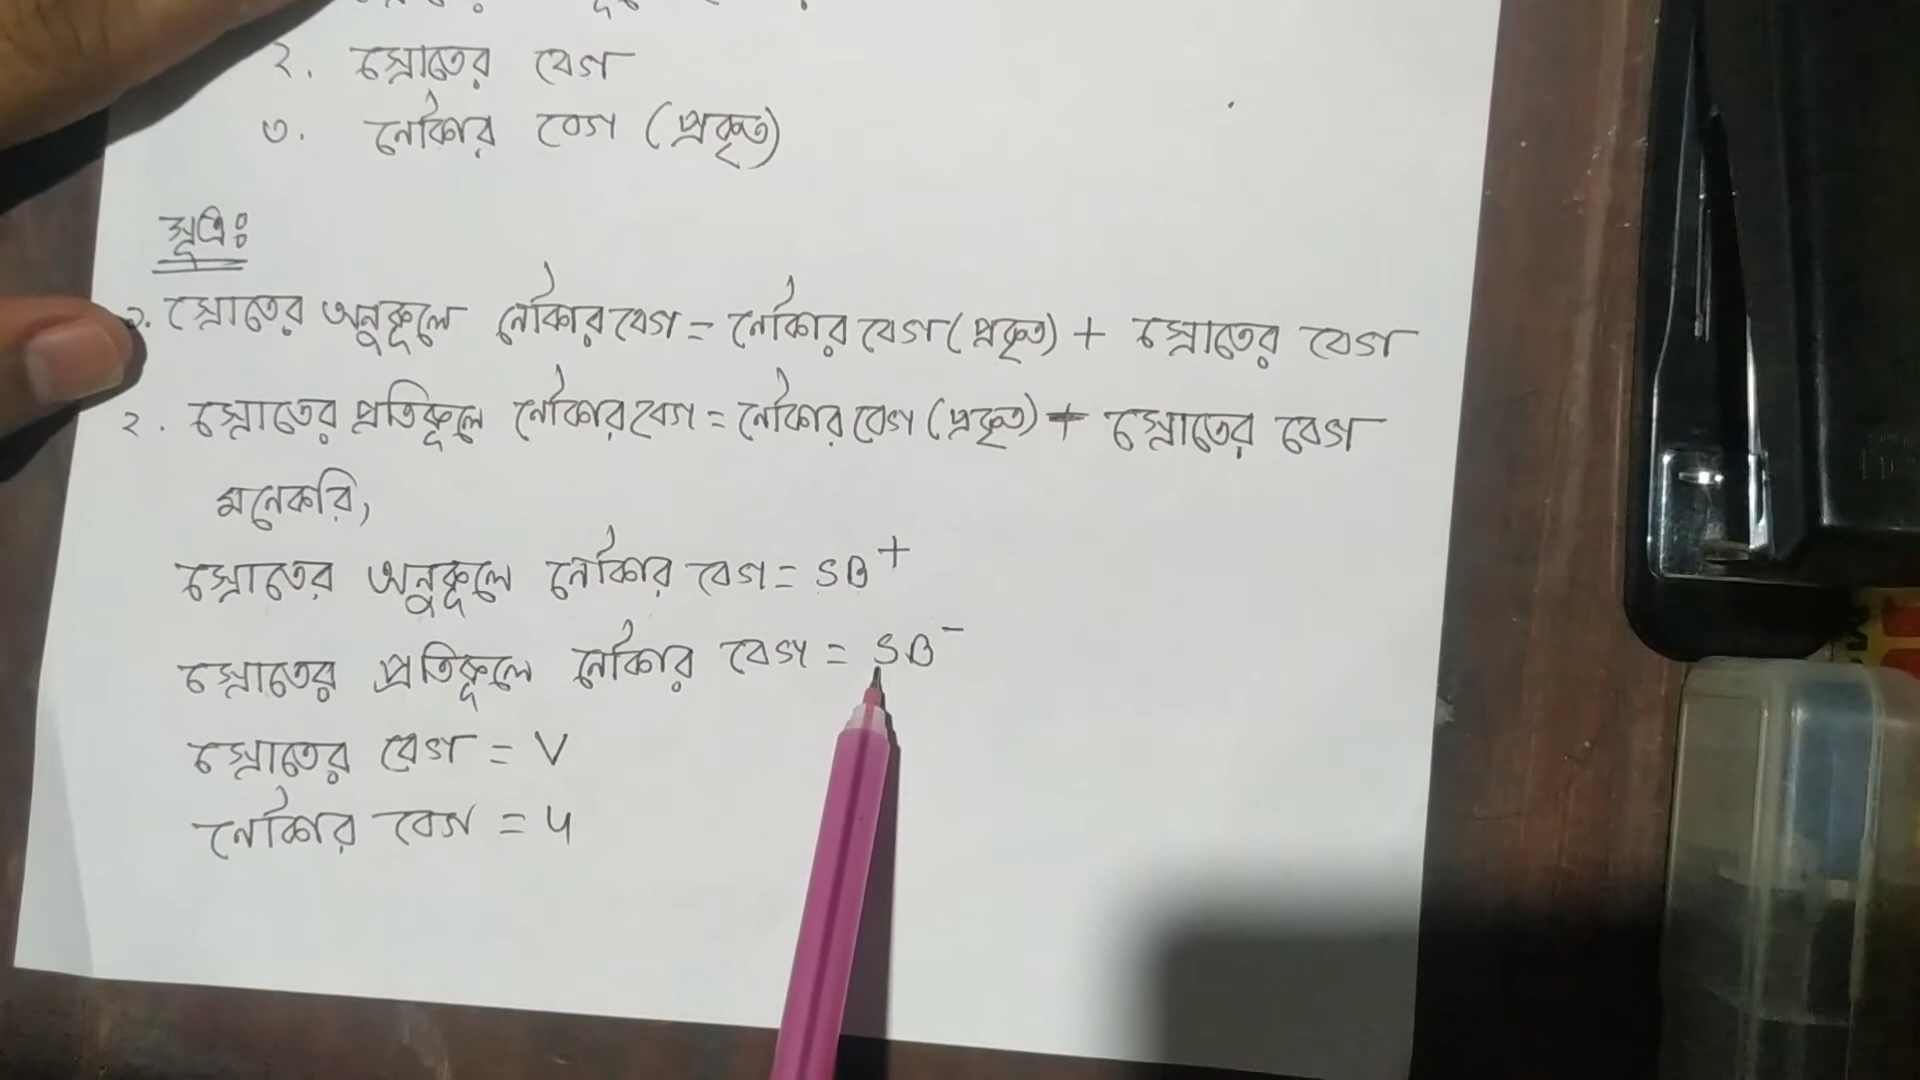 ২. স্রোতের বেগ
৩. নৌকার বেগ (প্রকৃত)
সূত্রঃ
১. স্রোতের অনুকূলে নৌকার বেগ = নৌকার বেগ (প্রকৃত) + স্রোতের বেগ
২. স্রোতের প্রতিকূলে নৌকার বেগ = নৌকার বেগ (প্রকৃত) + স্রোতের বেগ
মনেকরি,
স্রোতের অনুকূলে নৌকার বেগ = SB⁺
স্রোতের প্রতিকূলে নৌকার বেগ = SB⁻
স্রোতের বেগ = V
নৌকার বেগ = u